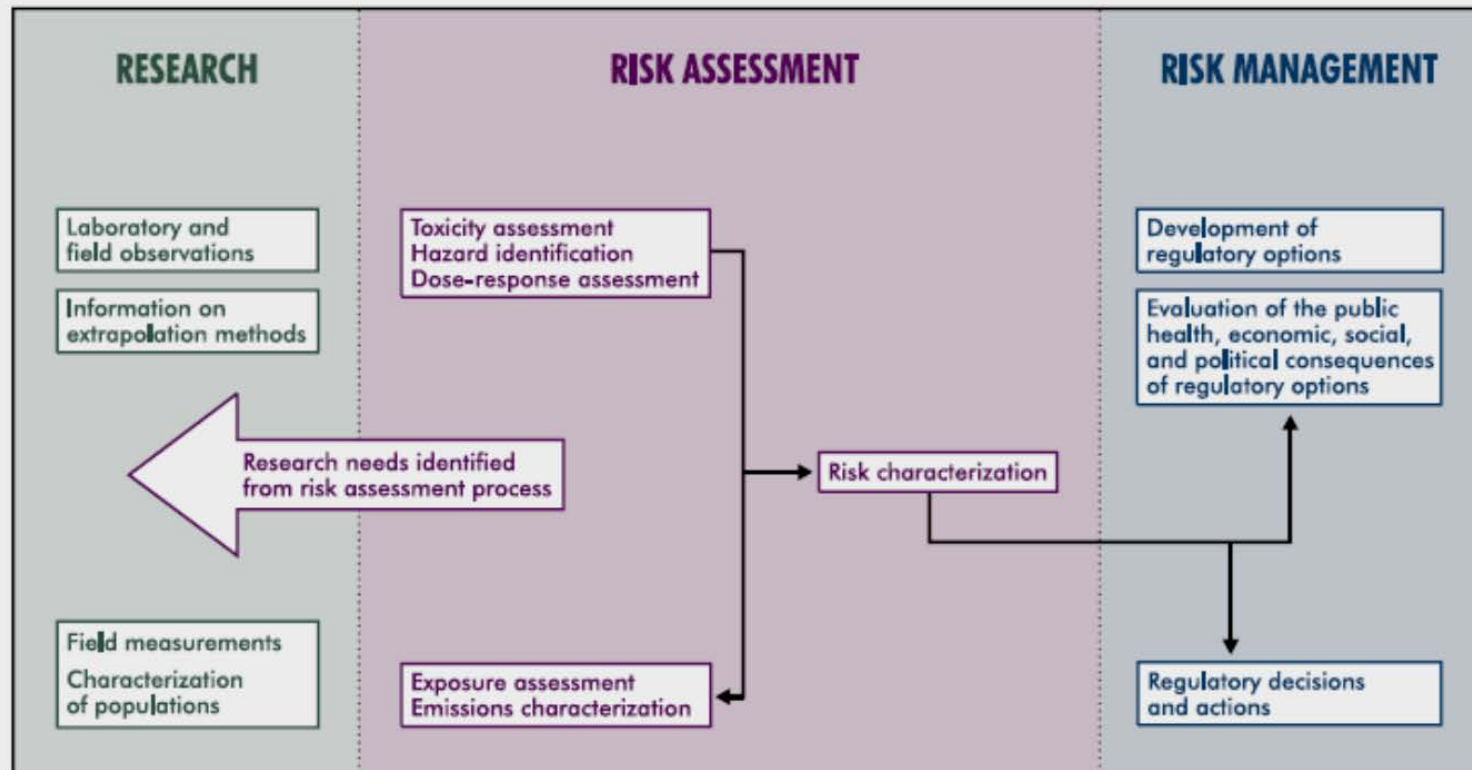 RESEARCH
RISK ASSESSMENT
RISK MANAGEMENT
Laboratory and
field observations
Information on
extrapolation methods
Toxicity assessment
Hazard identification
Dose-response assessment
Development of
regulatory options
Evaluation of the public
health, economic, social,
and political consequences
of regulatory options
Research needs identified
from risk assessment process
Risk characterization
Field measurements
Characterization
of populations
Exposure assessment
Emissions characterization
Regulatory decisions
and actions